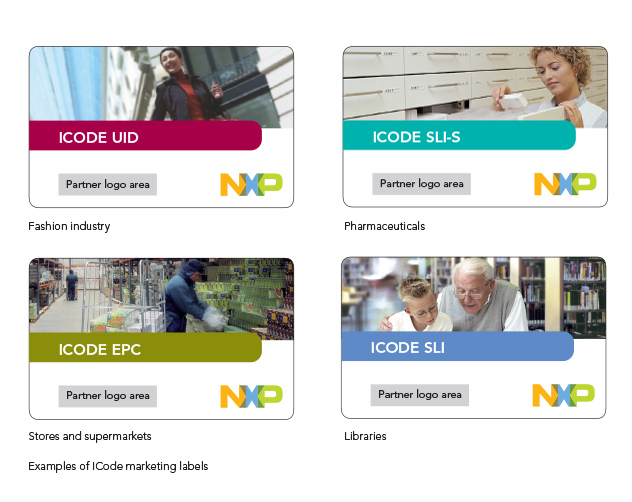 ICODE UID
Partner logo area
NXP
Fashion industry
ICODE SLI-S
Partner logo area
NXP
Pharmaceuticals
ICODE EPC
Partner logo area
NXP
Stores and supermarkets
ICODE SLI
Partner logo area
NXP
Libraries
Examples of ICode marketing labels